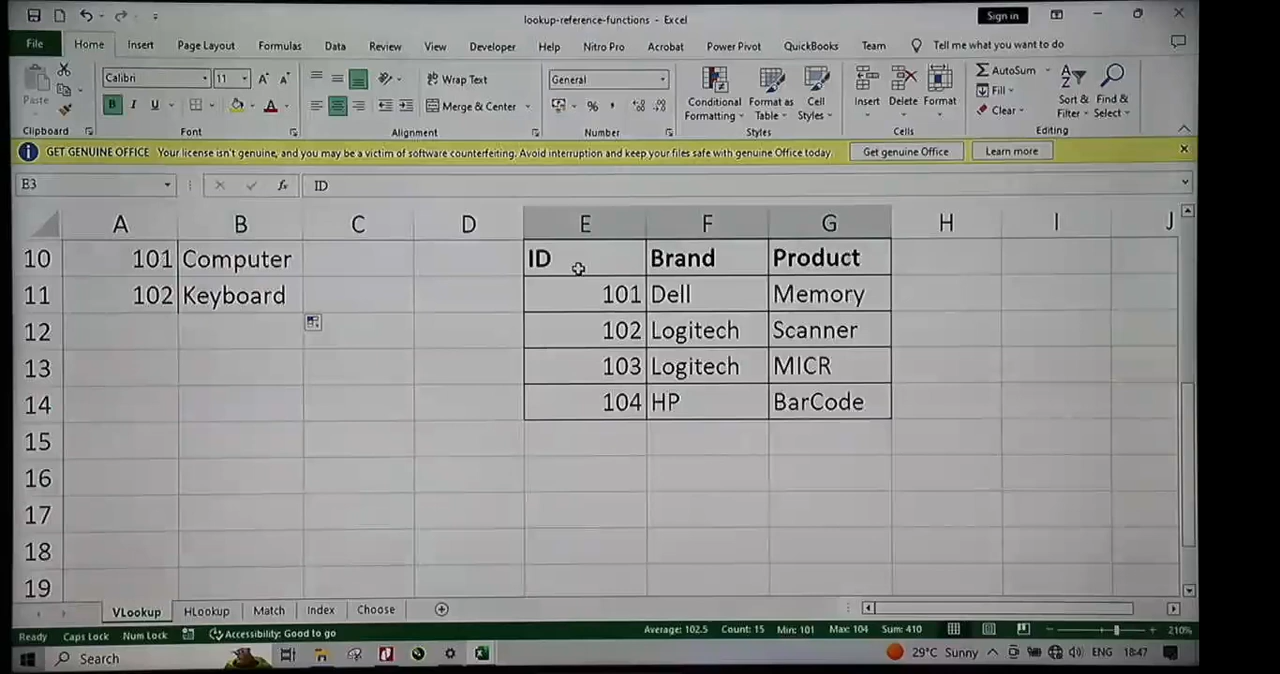 lookup-reference-functions - Excel
Sign in
File Home Insert Page Layout Formulas Data Review View Developer Help Nitro Pro Acrobat Power Pivot QuickBooks Team Tell me what you want to do
Paste
Calibri 11 A A
Wrap Text
General
Conditional Formatting
Format as Table
Cell Styles
Insert Delete Format
AutoSum
Fill
Clear
Sort & Filter
Find & Select
B I U A
Merge & Center
%
Clipboard Font Alignment Number Styles Cells Editing
GET GENUINE OFFICE Your license isn't genuine, and you may be a victim of software counterfeiting. Avoid interruption and keep your files safe with genuine Office today. Get genuine Office Learn more
E3 fx ID
A B C D E F G H I J
10 101 Computer ID Brand Product
11 102 Keyboard 101 Dell Memory
12 102 Logitech Scanner
13 103 Logitech MICR
14 104 HP BarCode
15
16
17
18
19
VLookup HLookup Match Index Choose
Ready Caps Lock Num Lock Accessibility: Good to go Average: 102.5 Count: 15 Min: 101 Max: 104 Sum: 410 210%
Search 29°C Sunny ENG 18:47